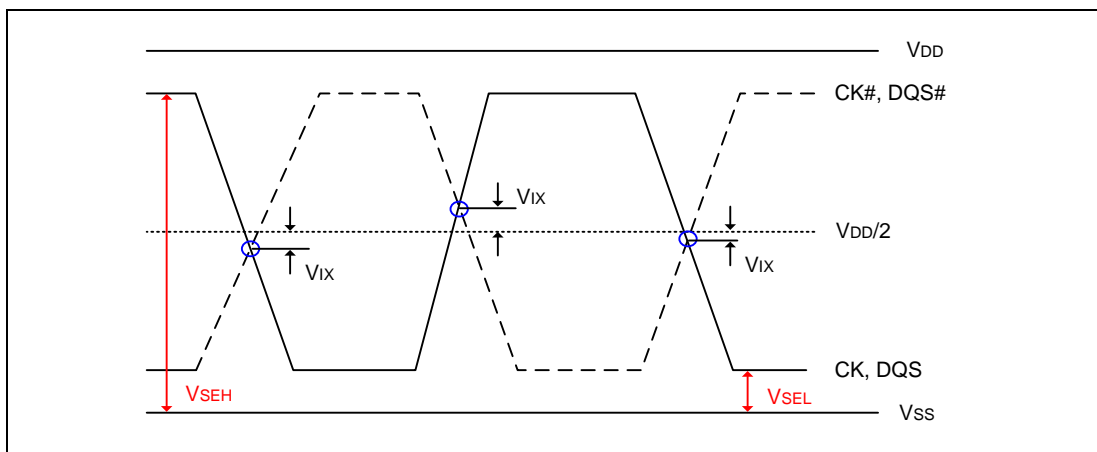 VDD
CK#, DQS#
VIX
VDD/2
VIX
VIX
CK, DQS
VSEH
VSEL
VSS